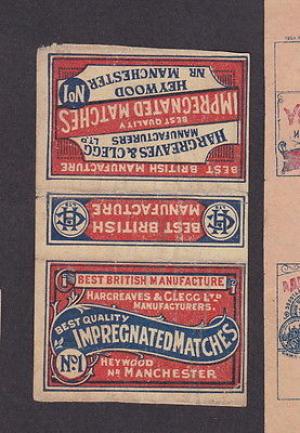 BEST BRITISH MANUFACTURE
HARGREAVES & CLEGG LTD
MANUFACTURERS
BEST QUALITY
IMPREGNATED MATCHES
No1
HEYWOOD
NR MANCHESTER
BEST BRITISH
MANUFACTURE
BEST BRITISH MANUFACTURE
HARGREAVES & CLEGG LTD
MANUFACTURERS.
BEST QUALITY
IMPREGNATED MATCHES
No1
HEYWOOD
NR MANCHESTER